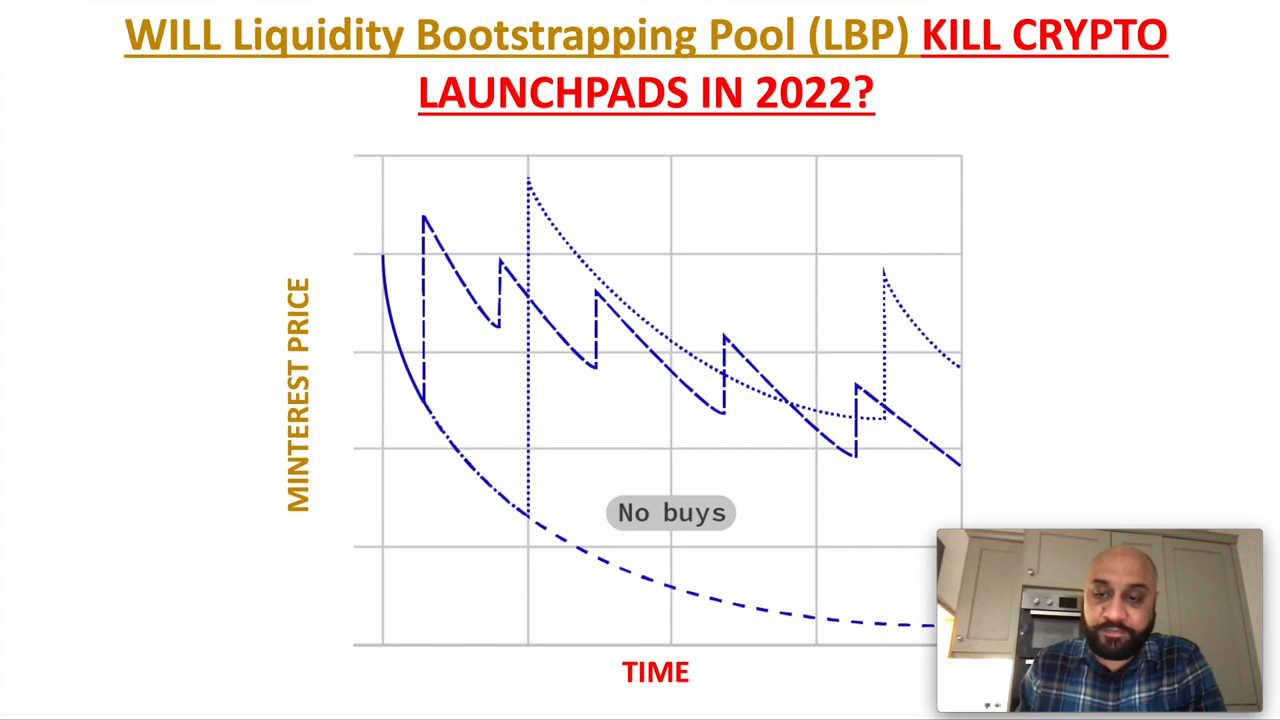 WILL Liquidity Bootstrapping Pool (LBP) KILL CRYPTO
LAUNCHPADS IN 2022?
MINTEREST PRICE
No buys
TIME